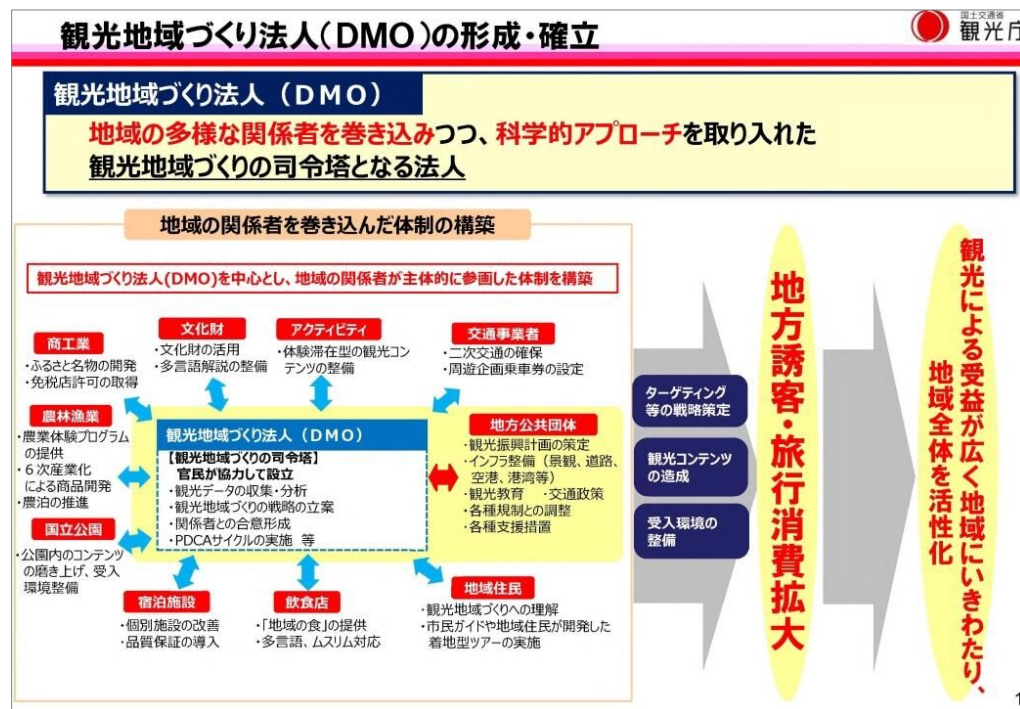 観光地域づくり法人（DMO）の形成・確立
国土交通省
観光庁
観光地域づくり法人（DMO）
地域の多様な関係者を巻き込みつつ、科学的アプローチを取り入れた
観光地域づくりの司令塔となる法人
地域の関係者を巻き込んだ体制の構築
観光地域づくり法人(DMO)を中心とし、地域の関係者が主体的に参画した体制を構築
商工業
・ふるさと名物の開発
・免税店許可の取得
文化財
・文化財の活用
・多言語解説の整備
アクティビティ
・体験滞在型の観光コン
テンツの整備
交通事業者
・二次交通の確保
・周遊企画乗車券の設定
農林漁業
・農業体験プログラム
の提供
・６次産業化
による商品開発
・農泊の推進
観光地域づくり法人（DMO）
【観光地域づくりの司令塔】
官民が協力して設立
・観光データの収集・分析
・観光地域づくりの戦略の立案
・関係者との合意形成
・PDCAサイクルの実施 等
地方公共団体
・観光振興計画の策定
・インフラ整備（景観、道路、
空港、港湾等）
・観光教育 ・交通政策
・各種規制との調整
・各種支援措置
国立公園
・公園内のコンテンツ
の磨き上げ、受入
環境整備
宿泊施設
・個別施設の改善
・品質保証の導入
飲食店
・「地域の食」の提供
・多言語、ムスリム対応
地域住民
・観光地域づくりへの理解
・市民ガイドや地域住民が開発した
着地型ツアーの実施
ターゲティング
等の戦略策定
観光コンテンツ
の造成
受入環境の
整備
地方誘客・旅行消費拡大
観光による受益が広く地域にいきわたり、
地域全体を活性化
1